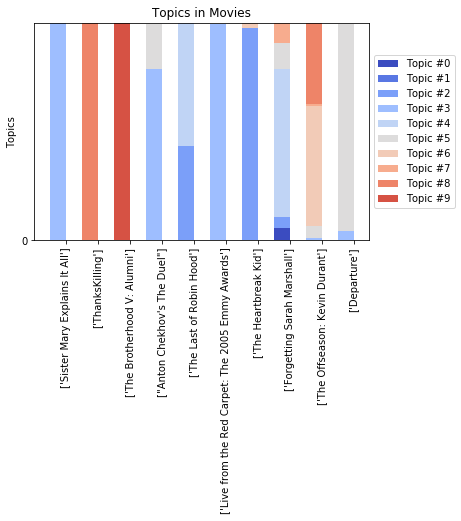 Topics in Movies
Topics
0
Topic #0
Topic #1
Topic #2
Topic #3
Topic #4
Topic #5
Topic #6
Topic #7
Topic #8
Topic #9
['Sister Mary Explains It All']
['ThanksKilling']
['The Brotherhood V: Alumni']
["Anton Chekhov's The Duel"]
['The Last of Robin Hood']
['Live from the Red Carpet: The 2005 Emmy Awards']
['The Heartbreak Kid']
['Forgetting Sarah Marshall']
['The Offseason: Kevin Durant']
['Departure']